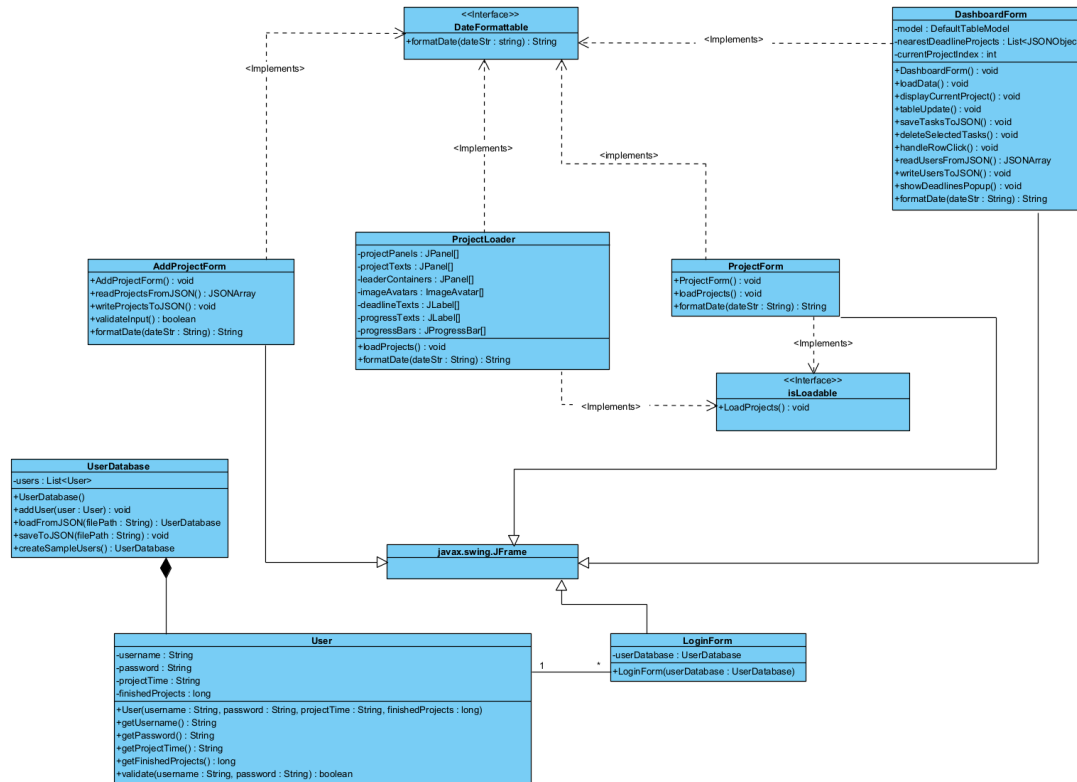 <<Interface>>
DateFormattable
+formatDate(dateStr : string) : String
DashboardForm
-model : DefaultTableModel
-nearestDeadlineProjects : List<JSONObjec
-currentProjectIndex : int
+DashboardForm() : void
+loadData() : void
+displayCurrentProject() : void
+tableUpdate() : void
+saveTasksToJSON() : void
+deleteSelectedTasks() : void
+handleRowClick() : void
+readUsersFromJSON() : JSONArray
+writeUsersToJSON() : void
+showDeadlinesPopup() : void
+formatDate(dateStr : String) : String
<Implements>
<Implements>
<Implements>
<implements>
AddProjectForm
+AddProjectForm() : void
+readProjectsFromJSON() : JSONArray
+writeProjectsToJSON() : void
+validateInput() : boolean
+formatDate(dateStr : String) : String
ProjectLoader
-projectPanels : JPanel[]
-projectTexts : JPanel[]
-leaderContainers : JPanel[]
-imageAvatars : ImageAvatar[]
-deadlineTexts : JLabel[]
-progressTexts : JLabel[]
-progressBars : JProgressBar[]
+loadProjects() : void
+formatDate(dateStr : String) : String
ProjectForm
+ProjectForm() : void
+loadProjects() : void
+formatDate(dateStr : String) : String
<Implements>
<Implements>
<<Interface>>
isLoadable
+LoadProjects() : void
UserDatabase
-users : List<User>
+UserDatabase()
+addUser(user : User) : void
+loadFromJSON(filePath : String) : UserDatabase
+saveToJSON(filePath : String) : void
+createSampleUsers() : UserDatabase
javax.swing.JFrame
User
-username : String
-password : String
-projectTime : String
-finishedProjects : long
+User(username : String, password : String, projectTime : String, finishedProjects : long)
+getUsername() : String
+getPassword() : String
+getProjectTime() : String
+getFinishedProjects() : long
+validate(username : String, password : String) : boolean
1
*
LoginForm
-userDatabase : UserDatabase
+LoginForm(userDatabase : UserDatabase)